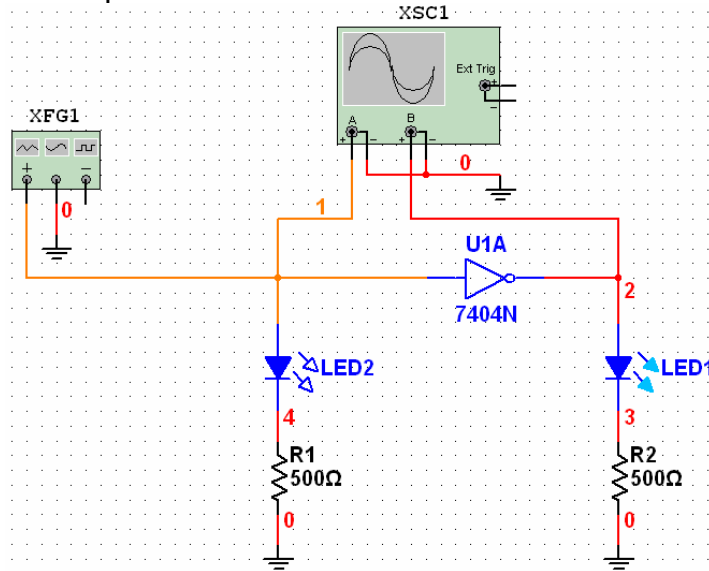 XSC1
Ext Trig
+
−
A
B
+ − + −
XFG1
+ −
0
0
1
U1A
7404N
2
LED2
LED1
4
3
R1
500Ω
R2
500Ω
0
0